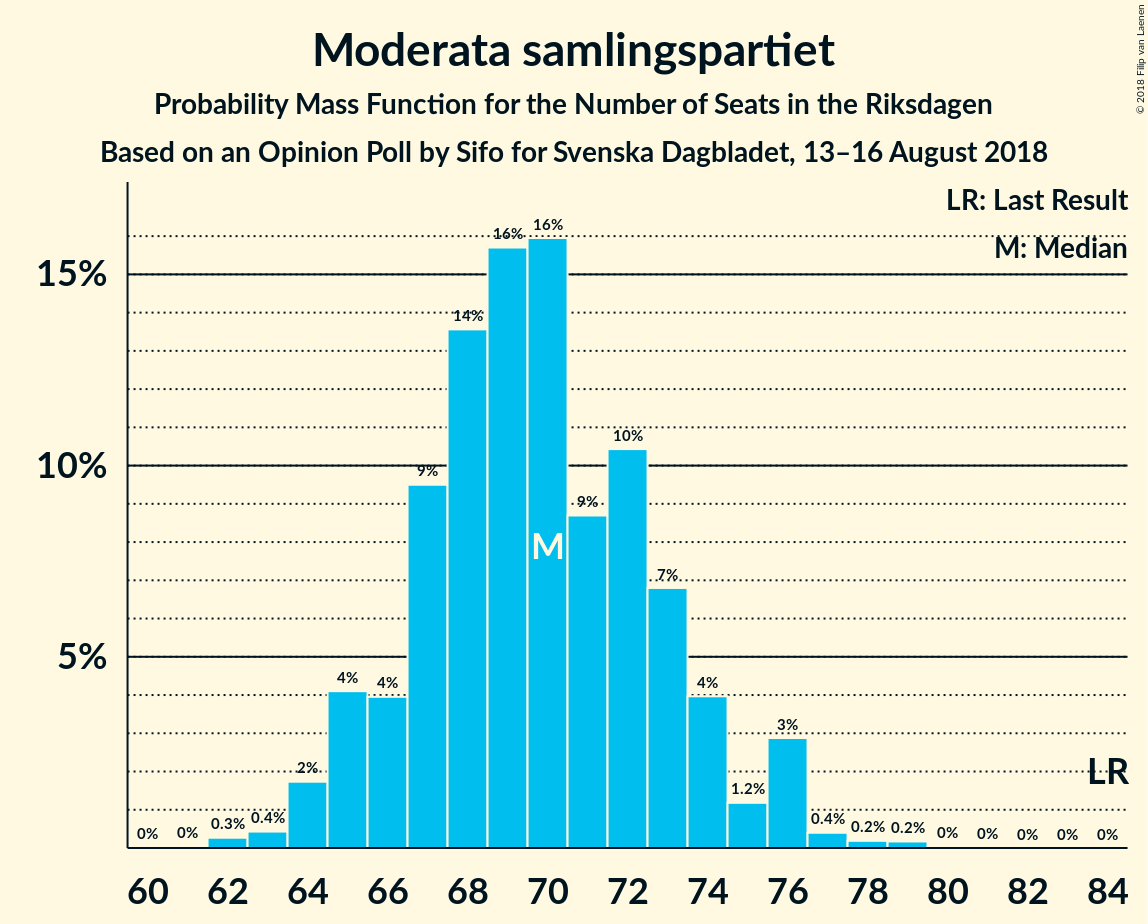 Moderata samlingspartiet
Probability Mass Function for the Number of Seats in the Riksdagen
Based on an Opinion Poll by Sifo for Svenska Dagbladet, 13–16 August 2018
© 2018 Filip van Laenen
LR: Last Result
M: Median
15%
10%
5%
0% 0% 0.3% 0.4% 2% 4% 4% 9% 14% 16% 16% 9% 10% 7% 4% 1.2% 3% 0.4% 0.2% 0.2% 0% 0% 0% 0% 0%
M
LR
60 62 64 66 68 70 72 74 76 78 80 82 84